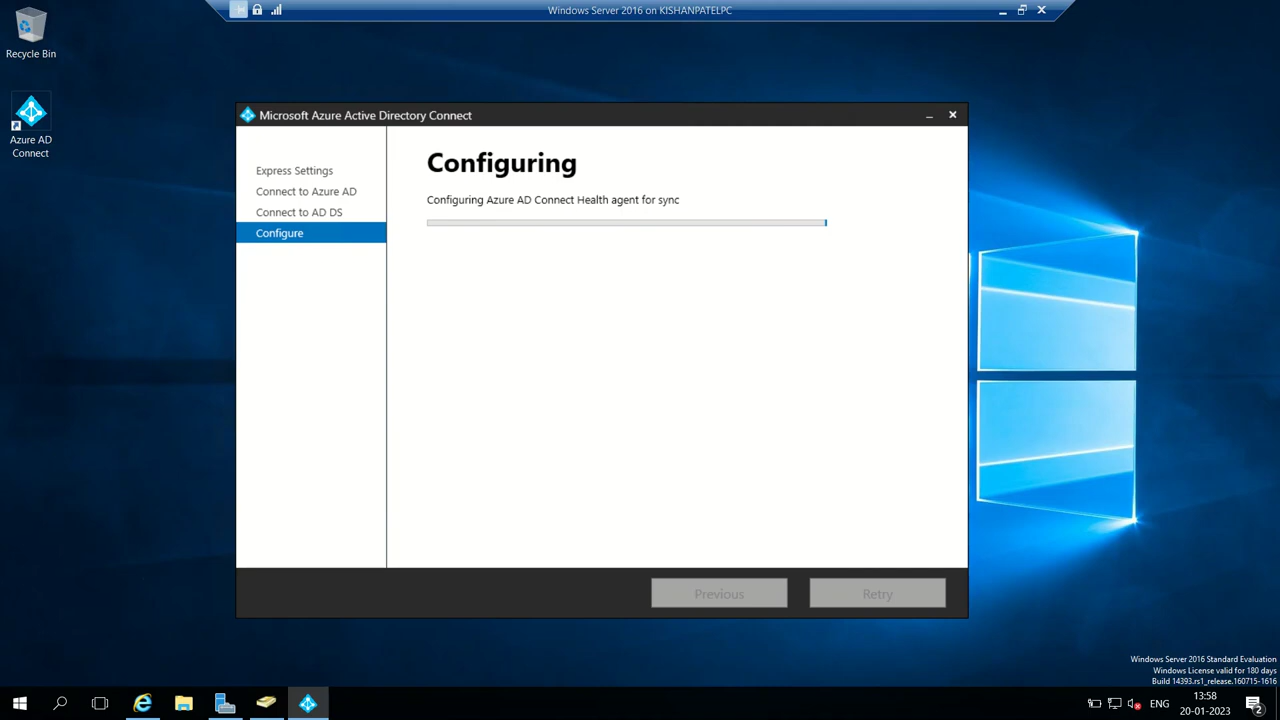 Windows Server 2016 on KISHANPATELPC
Recycle Bin
Azure AD
Connect
Microsoft Azure Active Directory Connect
Express Settings
Connect to Azure AD
Connect to AD DS
Configure
Configuring
Configuring Azure AD Connect Health agent for sync
Previous
Retry
Windows Server 2016 Standard Evaluation
Windows License valid for 180 days
Build 14393.rs1_release.160715-1616
ENG
13:58
20-01-2023
2